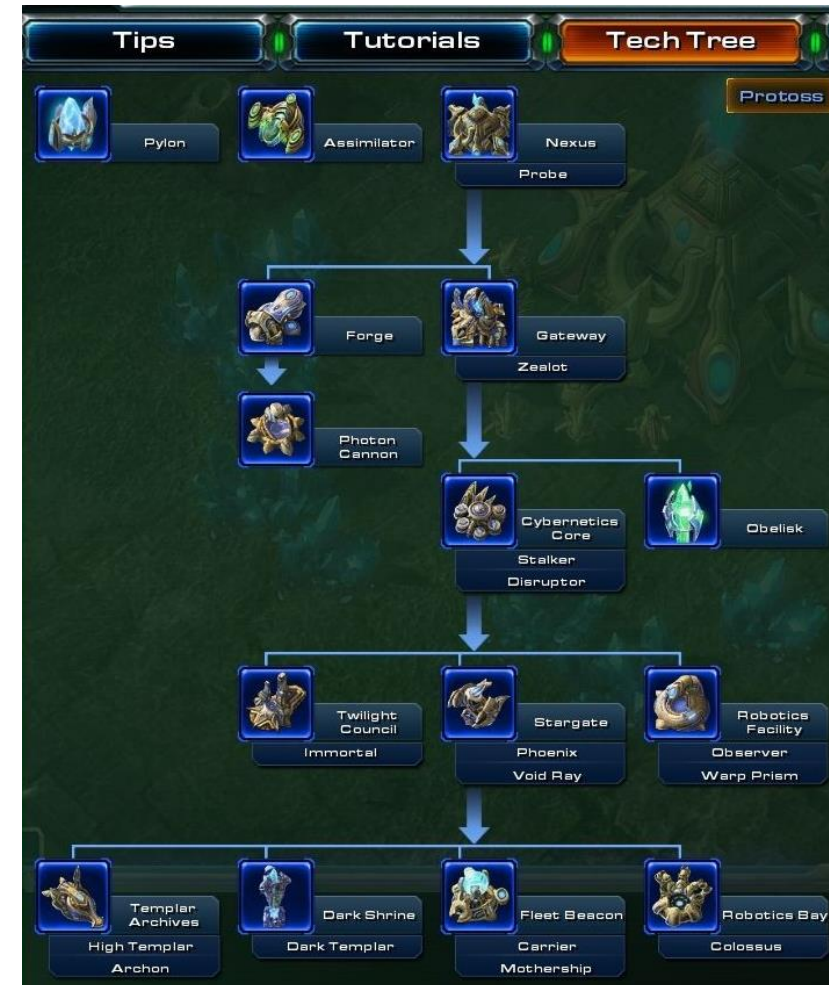 Tips
Tutorials
Tech Tree
Protoss
Pylon
Assimilator
Nexus
Probe
Forge
Gateway
Zealot
Photon
Cannon
Cybernetics
Core
Obelisk
Stalker
Disruptor
Twilight
Council
Stargate
Robotics
Facility
Immortal
Phoenix
Observer
Void Ray
Warp Prism
Templar
Archives
Dark Shrine
Fleet Beacon
Robotics Bay
High Templar
Dark Templar
Carrier
Colossus
Archon
Mothership